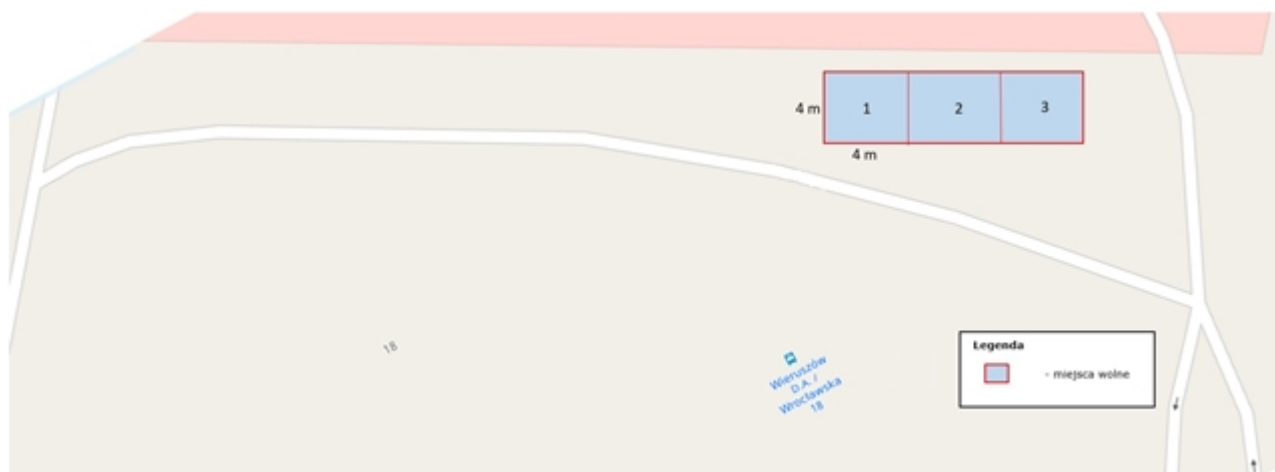 4 m
1
2
3
4 m
18
Wieruszów
D.A. /
Wrocławska
18
Legenda
- miejsca wolne